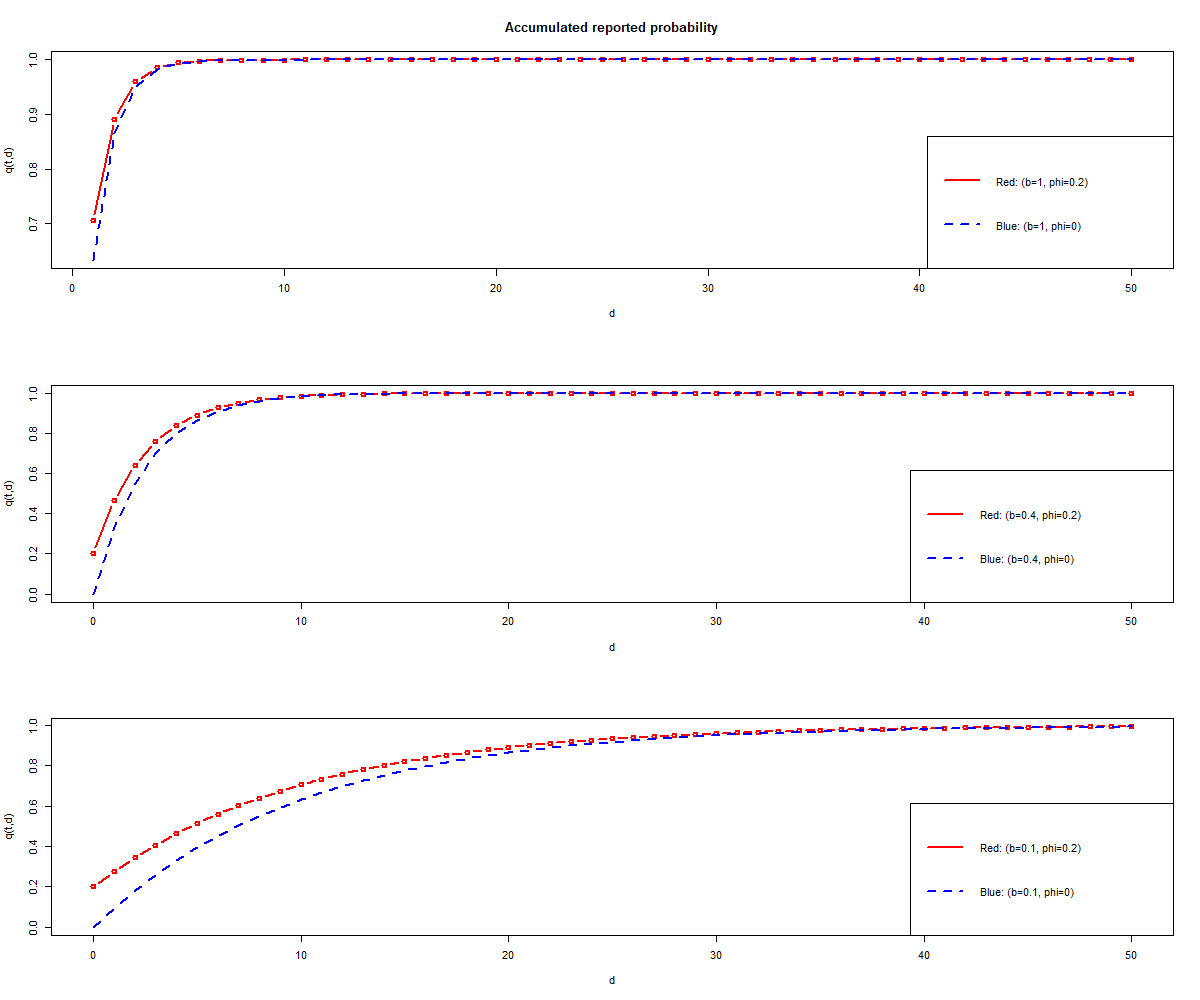 Accumulated reported probability
q(t,d)
1.0
0.9
0.8
0.7
Red: (b=1, phi=0.2)
Blue: (b=1, phi=0)
0 10 20 30 40 50
d
q(t,d)
1.0
0.8
0.6
0.4
0.2
0.0
Red: (b=0.4, phi=0.2)
Blue: (b=0.4, phi=0)
0 10 20 30 40 50
d
q(t,d)
1.0
0.8
0.6
0.4
0.2
0.0
Red: (b=0.1, phi=0.2)
Blue: (b=0.1, phi=0)
0 10 20 30 40 50
d